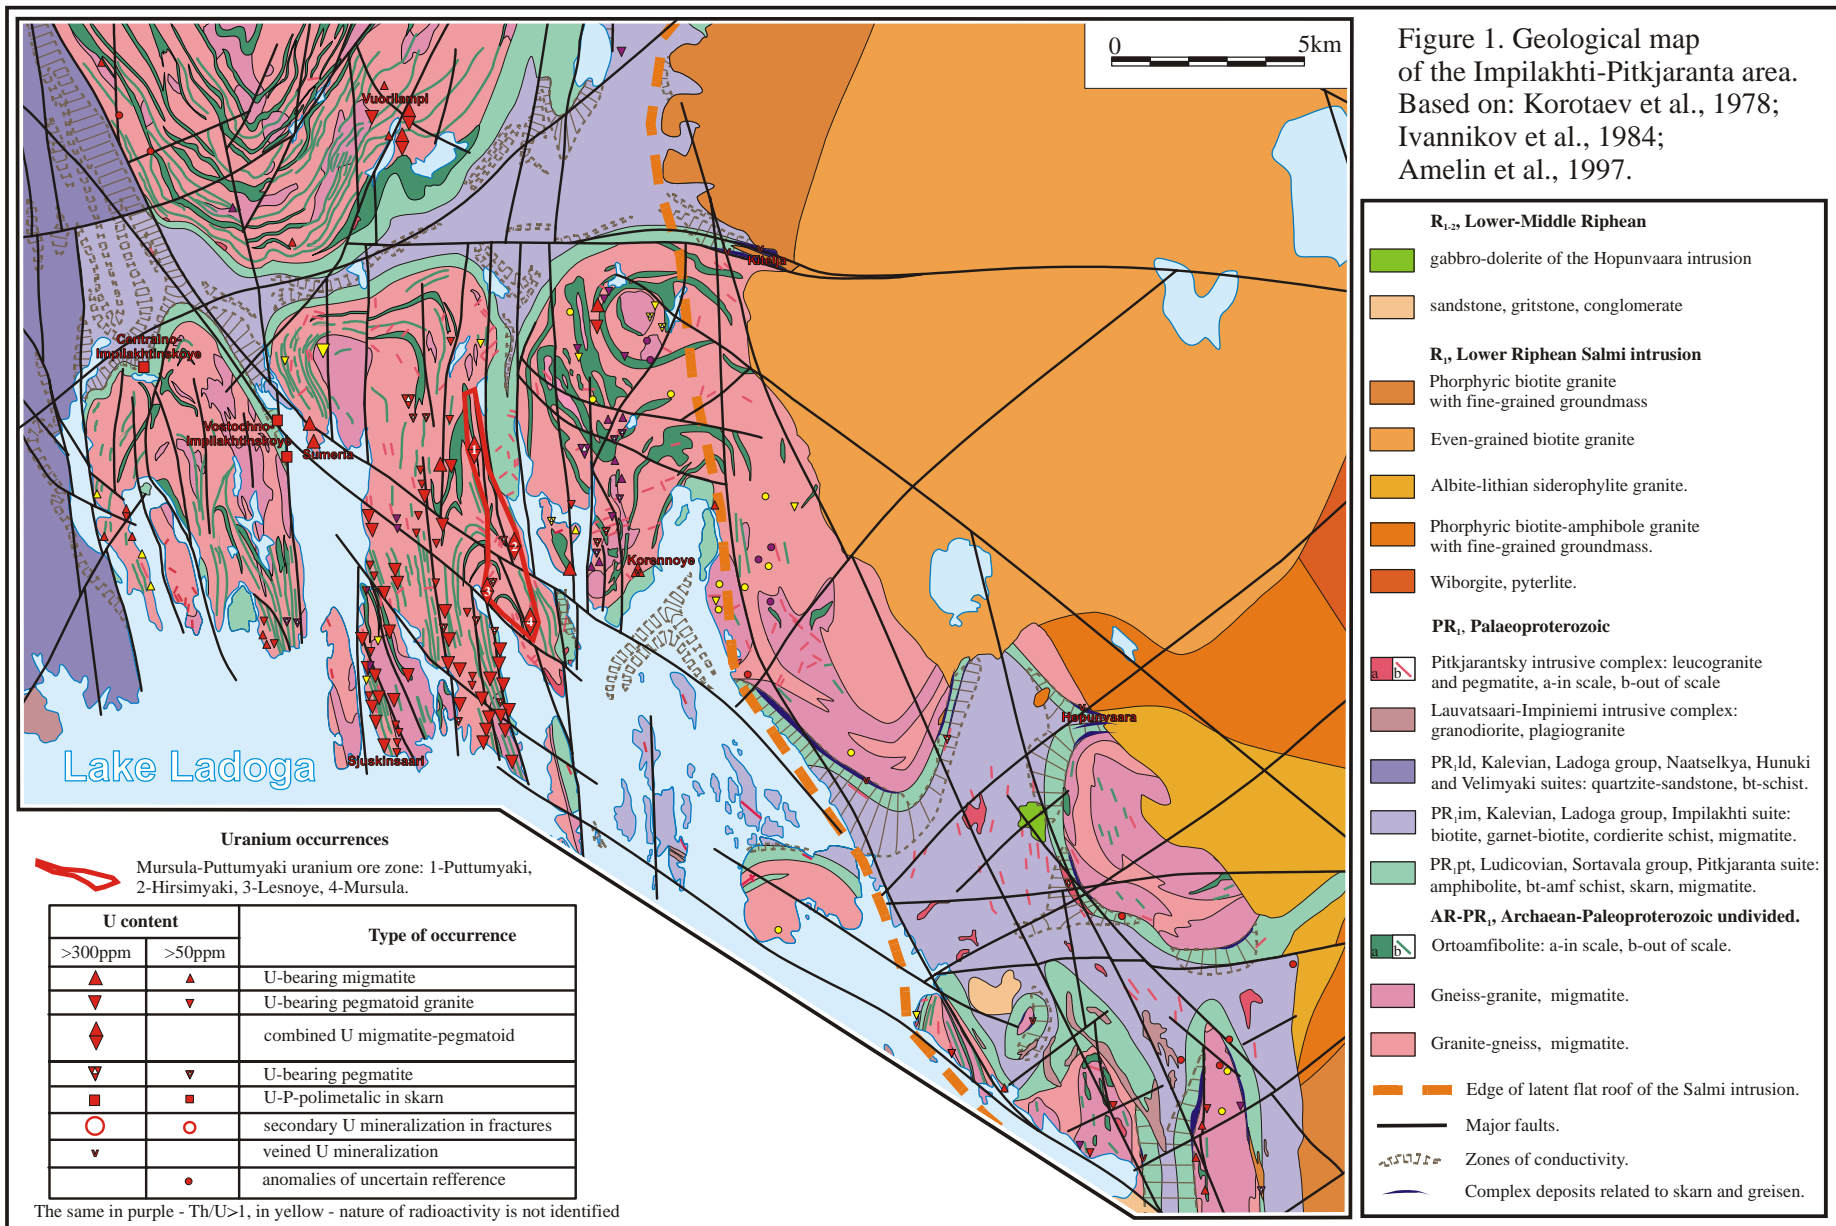 Figure 1. Geological map
of the Impilakhti-Pitkjaranta area.
Based on: Korotaev et al., 1978;
Ivannikov et al., 1984;
Amelin et al., 1997.
0 5km
Vuorilampi
Kitelia
Centralno-
Impilakhtinskoye
Vostochno-
Impilakhtinskoye
Sumeria
1
2
3
4
Korennoye
Hopunvaara
Sjuskinsaari
Lake Ladoga
R₁₋₂, Lower-Middle Riphean
gabbro-dolerite of the Hopunvaara intrusion
sandstone, gritstone, conglomerate
R₁, Lower Riphean Salmi intrusion
Phorphyric biotite granite
with fine-grained groundmass
Even-grained biotite granite
Albite-lithian siderophylite granite.
Phorphyric biotite-amphibole granite
with fine-grained groundmass.
Wiborgite, pyterlite.
PR₁, Palaeoproterozoic
a b Pitkjarantsky intrusive complex: leucogranite
and pegmatite, a-in scale, b-out of scale
Lauvatsaari-Impiniemi intrusive complex:
granodiorite, plagiogranite
PR₁ld, Kalevian, Ladoga group, Naatselkya, Hunuki
and Velimyaki suites: quartzite-sandstone, bt-schist.
PR₁im, Kalevian, Ladoga group, Impilakhti suite:
biotite, garnet-biotite, cordierite schist, migmatite.
PR₁pt, Ludicovian, Sortavala group, Pitkjaranta suite:
amphibolite, bt-amf schist, skarn, migmatite.
AR-PR₁, Archaean-Paleoproterozoic undivided.
a b Ortoamfibolite: a-in scale, b-out of scale.
Gneiss-granite, migmatite.
Granite-gneiss, migmatite.
Edge of latent flat roof of the Salmi intrusion.
Major faults.
Zones of conductivity.
Complex deposits related to skarn and greisen.
Uranium occurrences
Mursula-Puttumyaki uranium ore zone: 1-Puttumyaki,
2-Hirsimyaki, 3-Lesnoye, 4-Mursula.
U content
Type of occurrence
>300ppm >50ppm
U-bearing migmatite
U-bearing pegmatoid granite
combined U migmatite-pegmatoid
U-bearing pegmatite
U-P-polimetalic in skarn
secondary U mineralization in fractures
veined U mineralization
anomalies of uncertain refference
The same in purple - Th/U>1, in yellow - nature of radioactivity is not identified